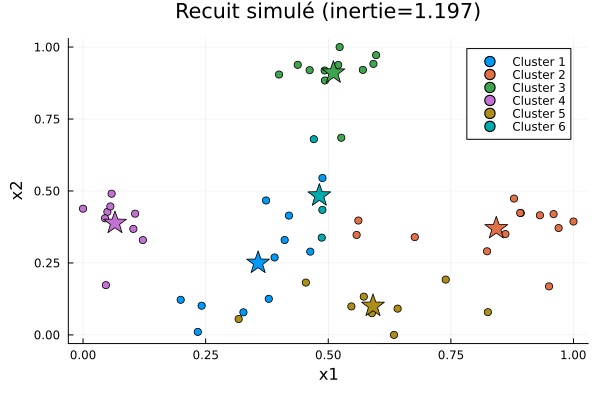 Recuit simulé (inertie=1.197)
1.00
0.75
0.50
0.25
0.00
x2
Cluster 1
Cluster 2
Cluster 3
Cluster 4
Cluster 5
Cluster 6
0.00 0.25 0.50 0.75 1.00
x1